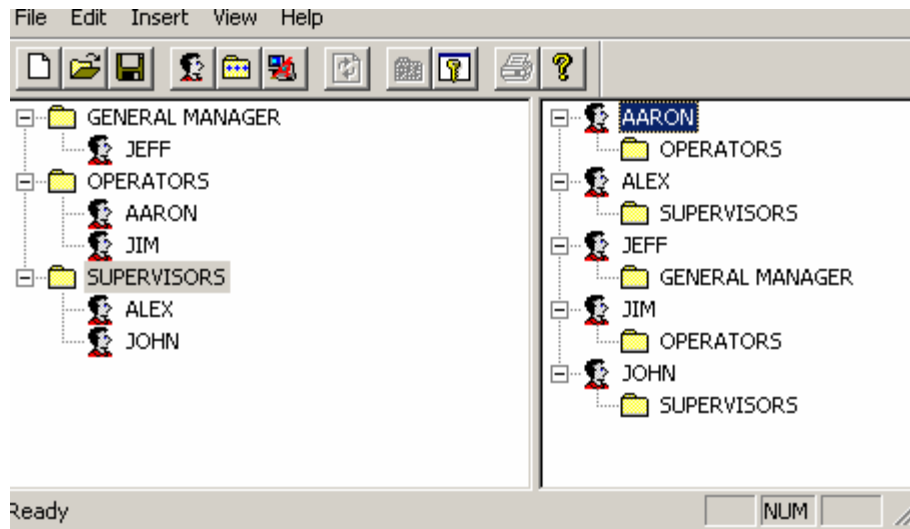 File Edit Insert View Help
GENERAL MANAGER
JEFF
OPERATORS
AARON
JIM
SUPERVISORS
ALEX
JOHN
AARON
OPERATORS
ALEX
SUPERVISORS
JEFF
GENERAL MANAGER
JIM
OPERATORS
JOHN
SUPERVISORS
Ready
NUM